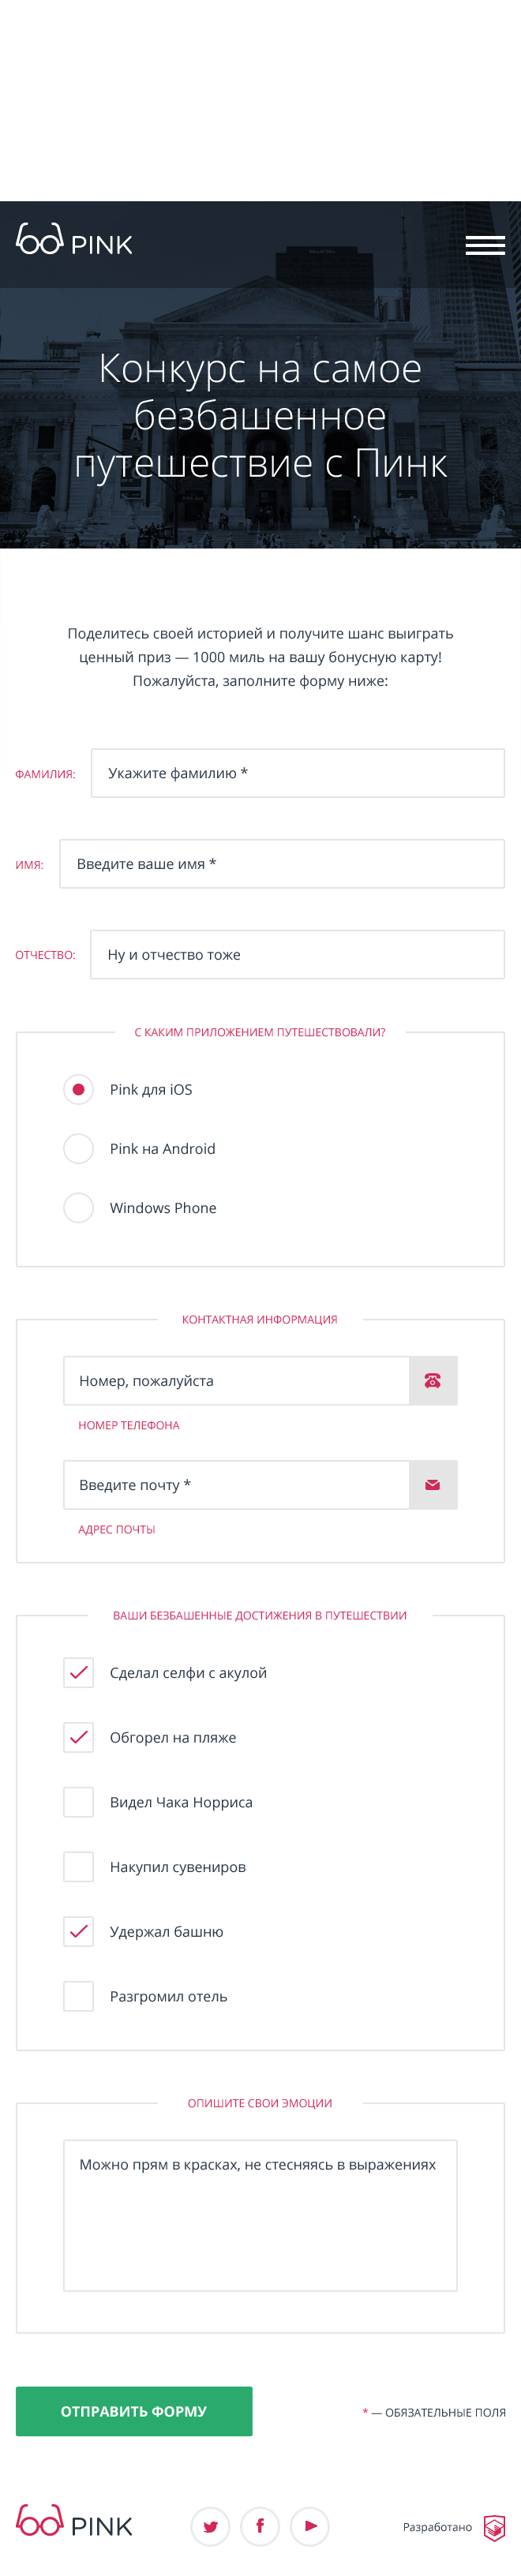 PINK
Конкурс на самое
безбашенное
путешествие с Пинк
Поделитесь своей историей и получите шанс выиграть
ценный приз — 1000 миль на вашу бонусную карту!
Пожалуйста, заполните форму ниже:
ФАМИЛИЯ:
Укажите фамилию *
ИМЯ:
Введите ваше имя *
ОТЧЕСТВО:
Ну и отчество тоже
С КАКИМ ПРИЛОЖЕНИЕМ ПУТЕШЕСТВОВАЛИ?
Pink для iOS
Pink на Android
Windows Phone
КОНТАКТНАЯ ИНФОРМАЦИЯ
Номер, пожалуйста
НОМЕР ТЕЛЕФОНА
Введите почту *
АДРЕС ПОЧТЫ
ВАШИ БЕЗБАШЕННЫЕ ДОСТИЖЕНИЯ В ПУТЕШЕСТВИИ
Сделал селфи с акулой
Обгорел на пляже
Видел Чака Норриса
Накупил сувениров
Удержал башню
Разгромил отель
ОПИШИТЕ СВОИ ЭМОЦИИ
Можно прям в красках, не стесняясь в выражениях
ОТПРАВИТЬ ФОРМУ
* — ОБЯЗАТЕЛЬНЫЕ ПОЛЯ
PINK
Разработано